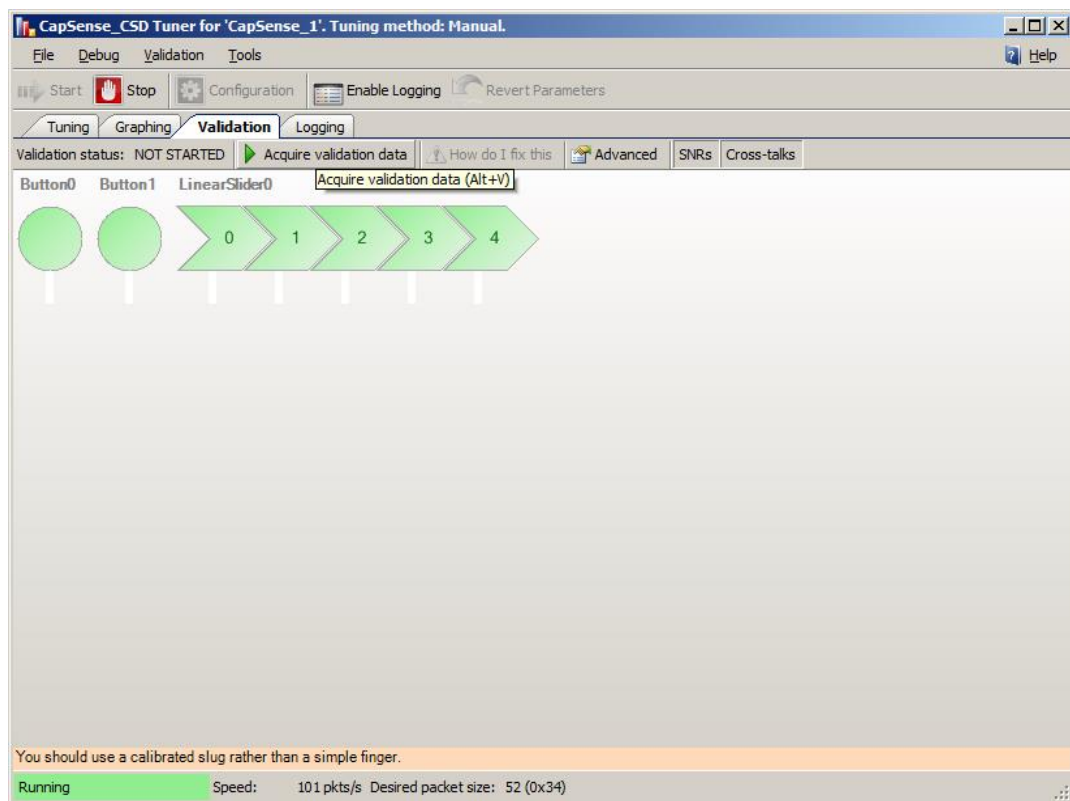 CapSense_CSD Tuner for 'CapSense_1'. Tuning method: Manual.
File Debug Validation Tools Help
Start Stop Configuration Enable Logging Revert Parameters
Tuning Graphing Validation Logging
Validation status: NOT STARTED Acquire validation data How do I fix this Advanced SNRs Cross-talks
Button0 Button1 LinearSlider0 Acquire validation data (Alt+V)
0 1 2 3 4
You should use a calibrated slug rather than a simple finger.
Running Speed: 101 pkts/s Desired packet size: 52 (0x34)